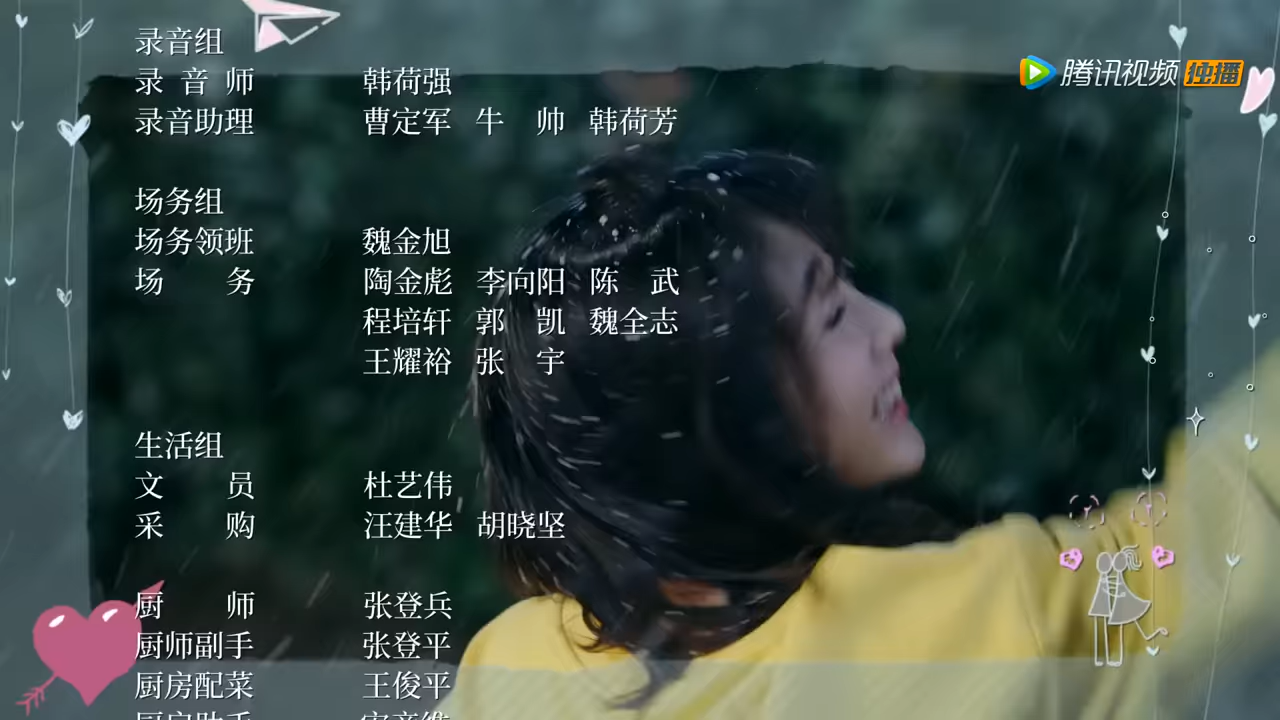 录音组
腾讯视频 独播
录音师 韩荷强
录音助理 曹定军 牛帅 韩荷芳
场务组
场务领班 魏金旭
场务 陶金彪 李向阳 陈武
程培轩 郭凯 魏全志
王耀裕 张宇
生活组
文员 杜艺伟
采购 汪建华 胡晓坚
厨师 张登兵
厨师副手 张登平
厨房配菜 王俊平